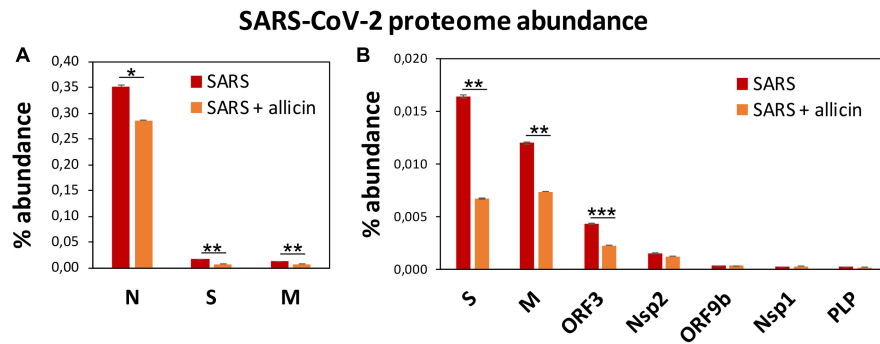 SARS-CoV-2 proteome abundance
A
% abundance
0,40
0,35
0,30
0,25
0,20
0,15
0,10
0,05
0,00
*
**
**
SARS
SARS + allicin
N
S
M
B
% abundance
0,020
0,015
0,010
0,005
0,000
**
**
***
SARS
SARS + allicin
S
M
ORF3
Nsp2
ORF9b
Nsp1
PLP